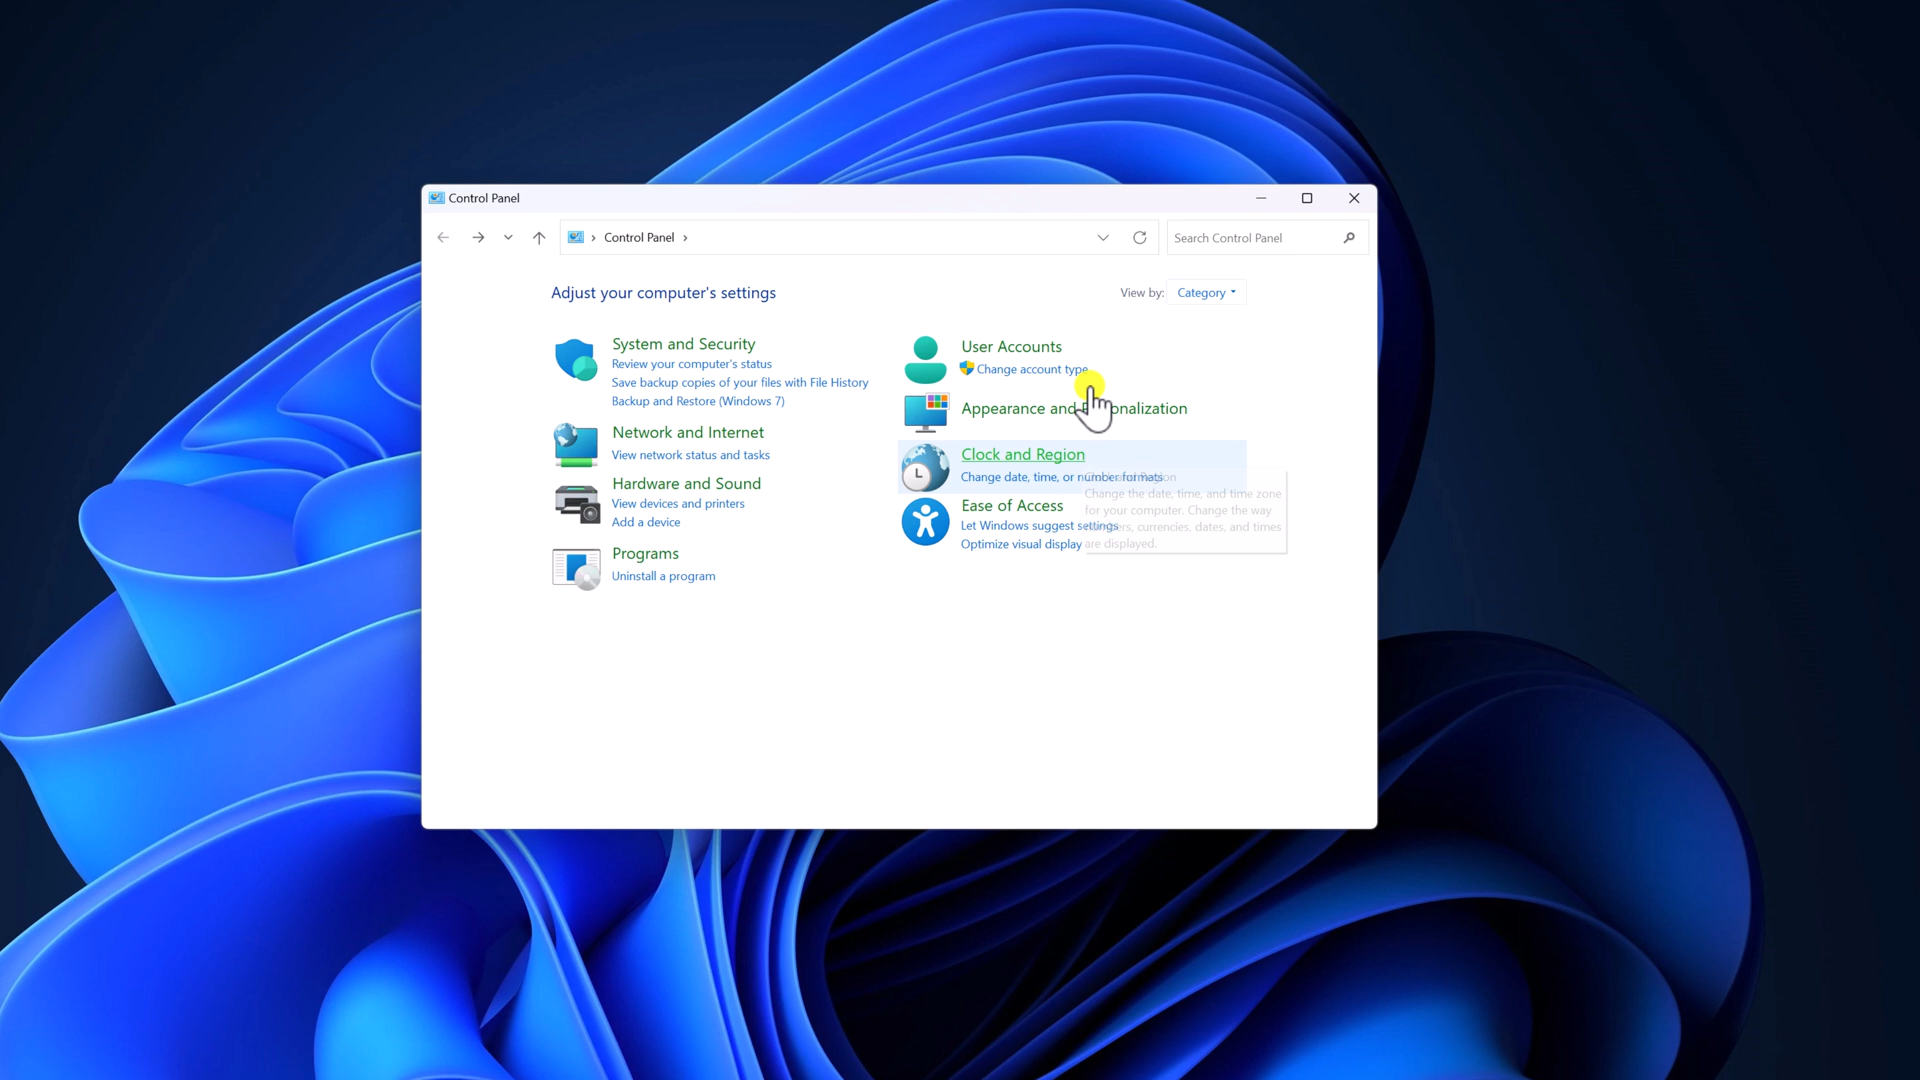 Control Panel
Control Panel
Search Control Panel
Adjust your computer's settings
View by: Category
System and Security
Review your computer's status
Save backup copies of your files with File History
Backup and Restore (Windows 7)
Network and Internet
View network status and tasks
Hardware and Sound
View devices and printers
Add a device
Programs
Uninstall a program
User Accounts
Change account type
Appearance and
Clock and Region
Change date, time, or number formats
Ease of Access
Let Windows suggest settings
Optimize visual display
Change the date, time, and time zone
for your computer. Change the way
currencies, dates, and times
are displayed.